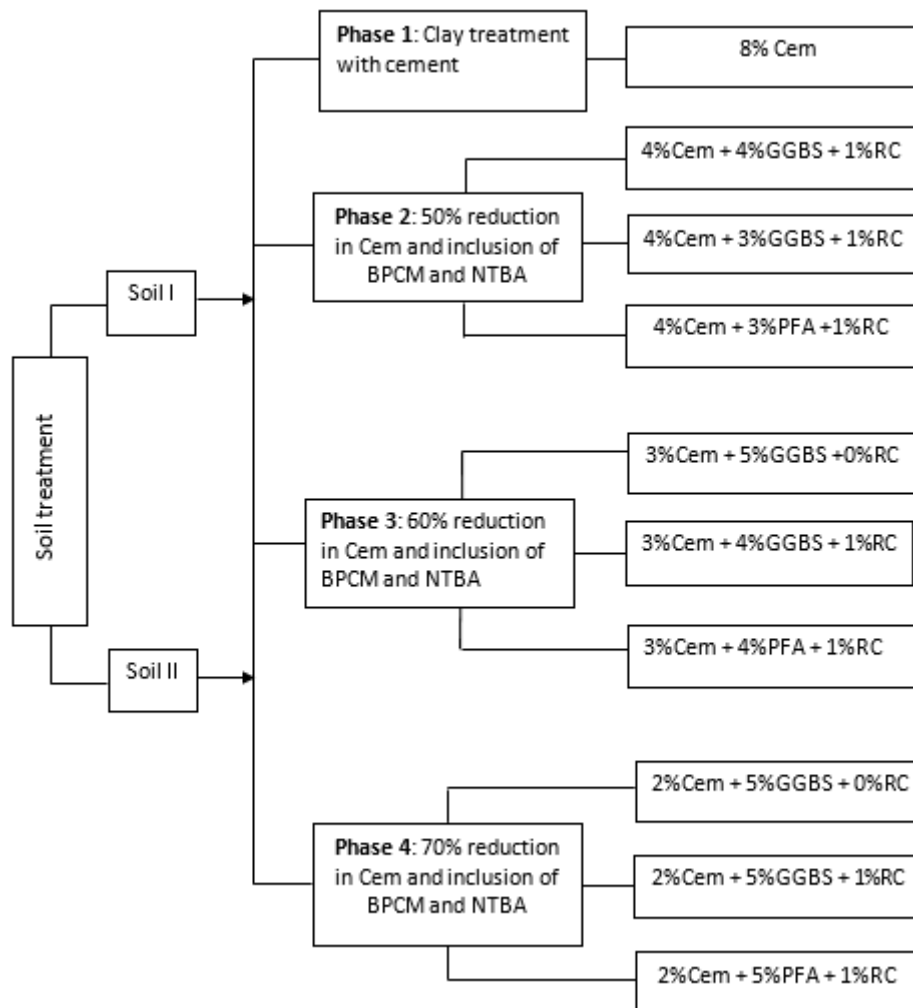 Soil treatment
Soil I
Soil II
Phase 1: Clay treatment
with cement
8% Cem
Phase 2: 50% reduction
in Cem and inclusion of
BPCM and NTBA
4%Cem + 4%GGBS + 1%RC
4%Cem + 3%GGBS + 1%RC
4%Cem + 3%PFA +1%RC
Phase 3: 60% reduction
in Cem and inclusion of
BPCM and NTBA
3%Cem + 5%GGBS +0%RC
3%Cem + 4%GGBS + 1%RC
3%Cem + 4%PFA + 1%RC
Phase 4: 70% reduction
in Cem and inclusion of
BPCM and NTBA
2%Cem + 5%GGBS + 0%RC
2%Cem + 5%GGBS + 1%RC
2%Cem + 5%PFA + 1%RC